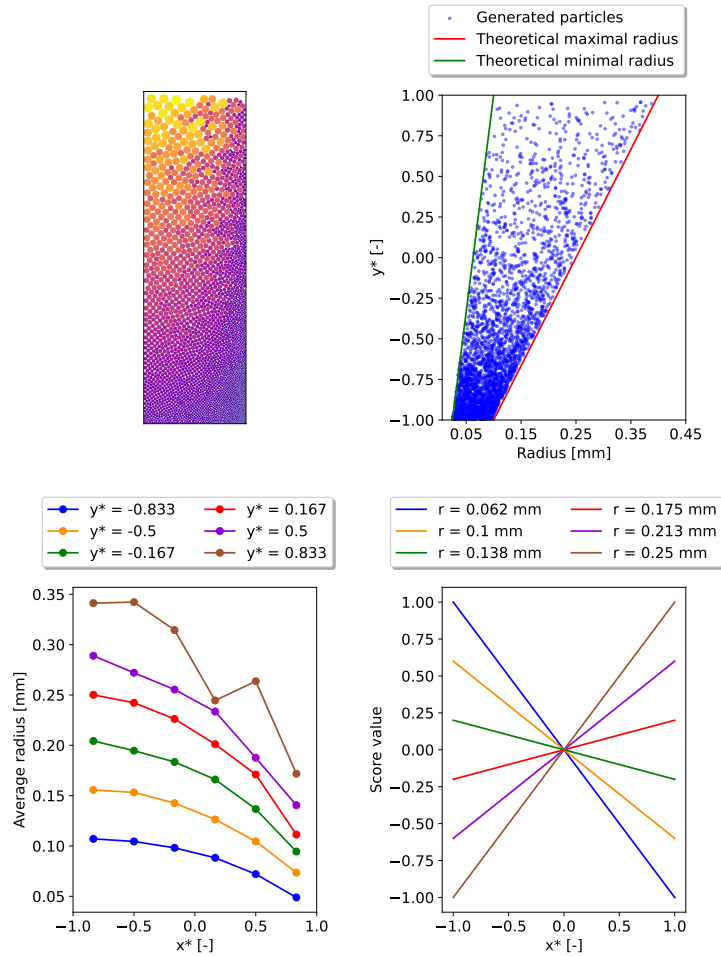 Generated particles
Theoretical maximal radius
Theoretical minimal radius
1.00
0.75
0.50
0.25
0.00
−0.25
−0.50
−0.75
−1.00
y* [-]
0.05 0.15 0.25 0.35 0.45
Radius [mm]
y* = -0.833 y* = 0.167
y* = -0.5 y* = 0.5
y* = -0.167 y* = 0.833
0.35
0.30
0.25
0.20
0.15
0.10
0.05
Average radius [mm]
−1.0 −0.5 0.0 0.5 1.0
x* [-]
r = 0.062 mm r = 0.175 mm
r = 0.1 mm r = 0.213 mm
r = 0.138 mm r = 0.25 mm
1.00
0.75
0.50
0.25
0.00
−0.25
−0.50
−0.75
−1.00
Score value
−1.0 −0.5 0.0 0.5 1.0
x* [-]